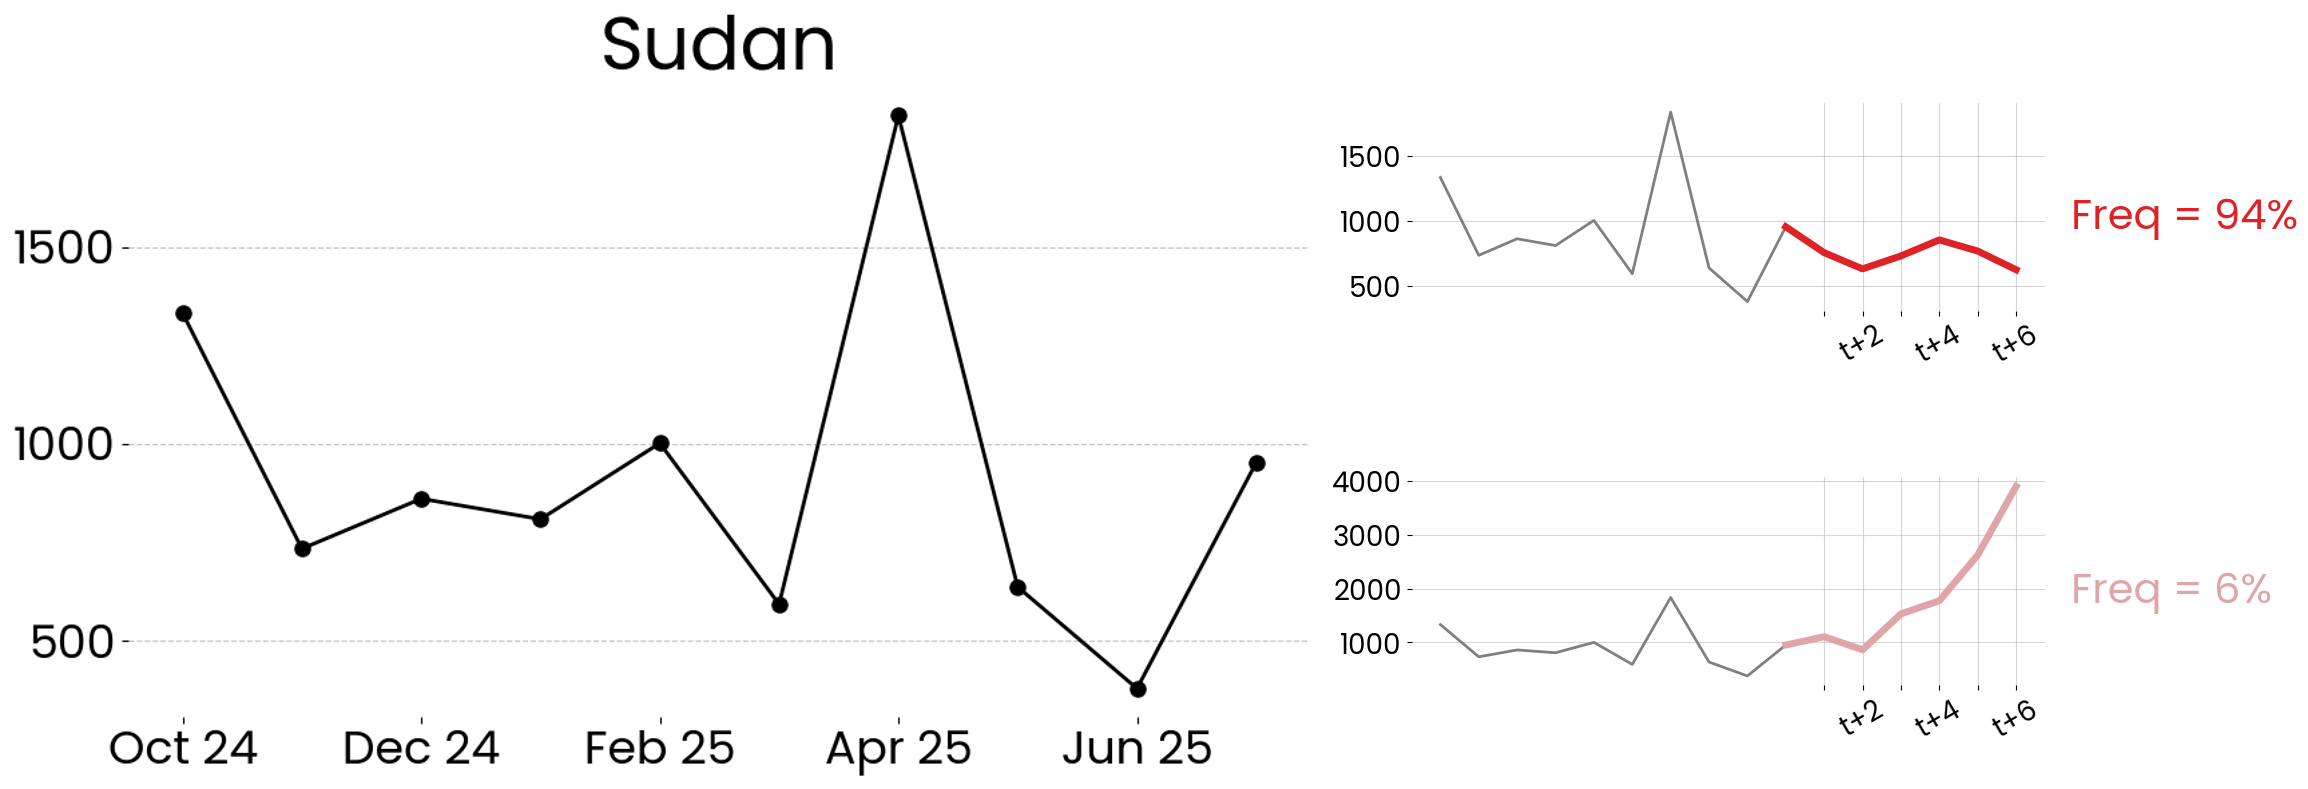 Sudan
1500
1000
500
Oct 24
Dec 24
Feb 25
Apr 25
Jun 25
1500
1000
500
t+2
t+4
t+6
Freq = 94%
4000
3000
2000
1000
t+2
t+4
t+6
Freq = 6%